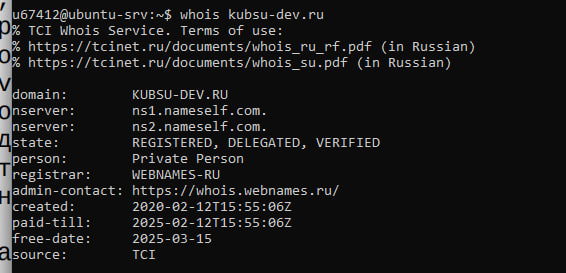 u67412@ubuntu-srv:~$ whois kubsu-dev.ru
% TCI Whois Service. Terms of use:
% https://tcinet.ru/documents/whois_ru_rf.pdf (in Russian)
% https://tcinet.ru/documents/whois_su.pdf (in Russian)
domain: KUBSU-DEV.RU
nserver: ns1.nameself.com.
nserver: ns2.nameself.com.
state: REGISTERED, DELEGATED, VERIFIED
person: Private Person
registrar: WEBNAMES-RU
admin-contact: https://whois.webnames.ru/
created: 2020-02-12T15:55:06Z
paid-till: 2025-02-12T15:55:06Z
free-date: 2025-03-15
source: TCI